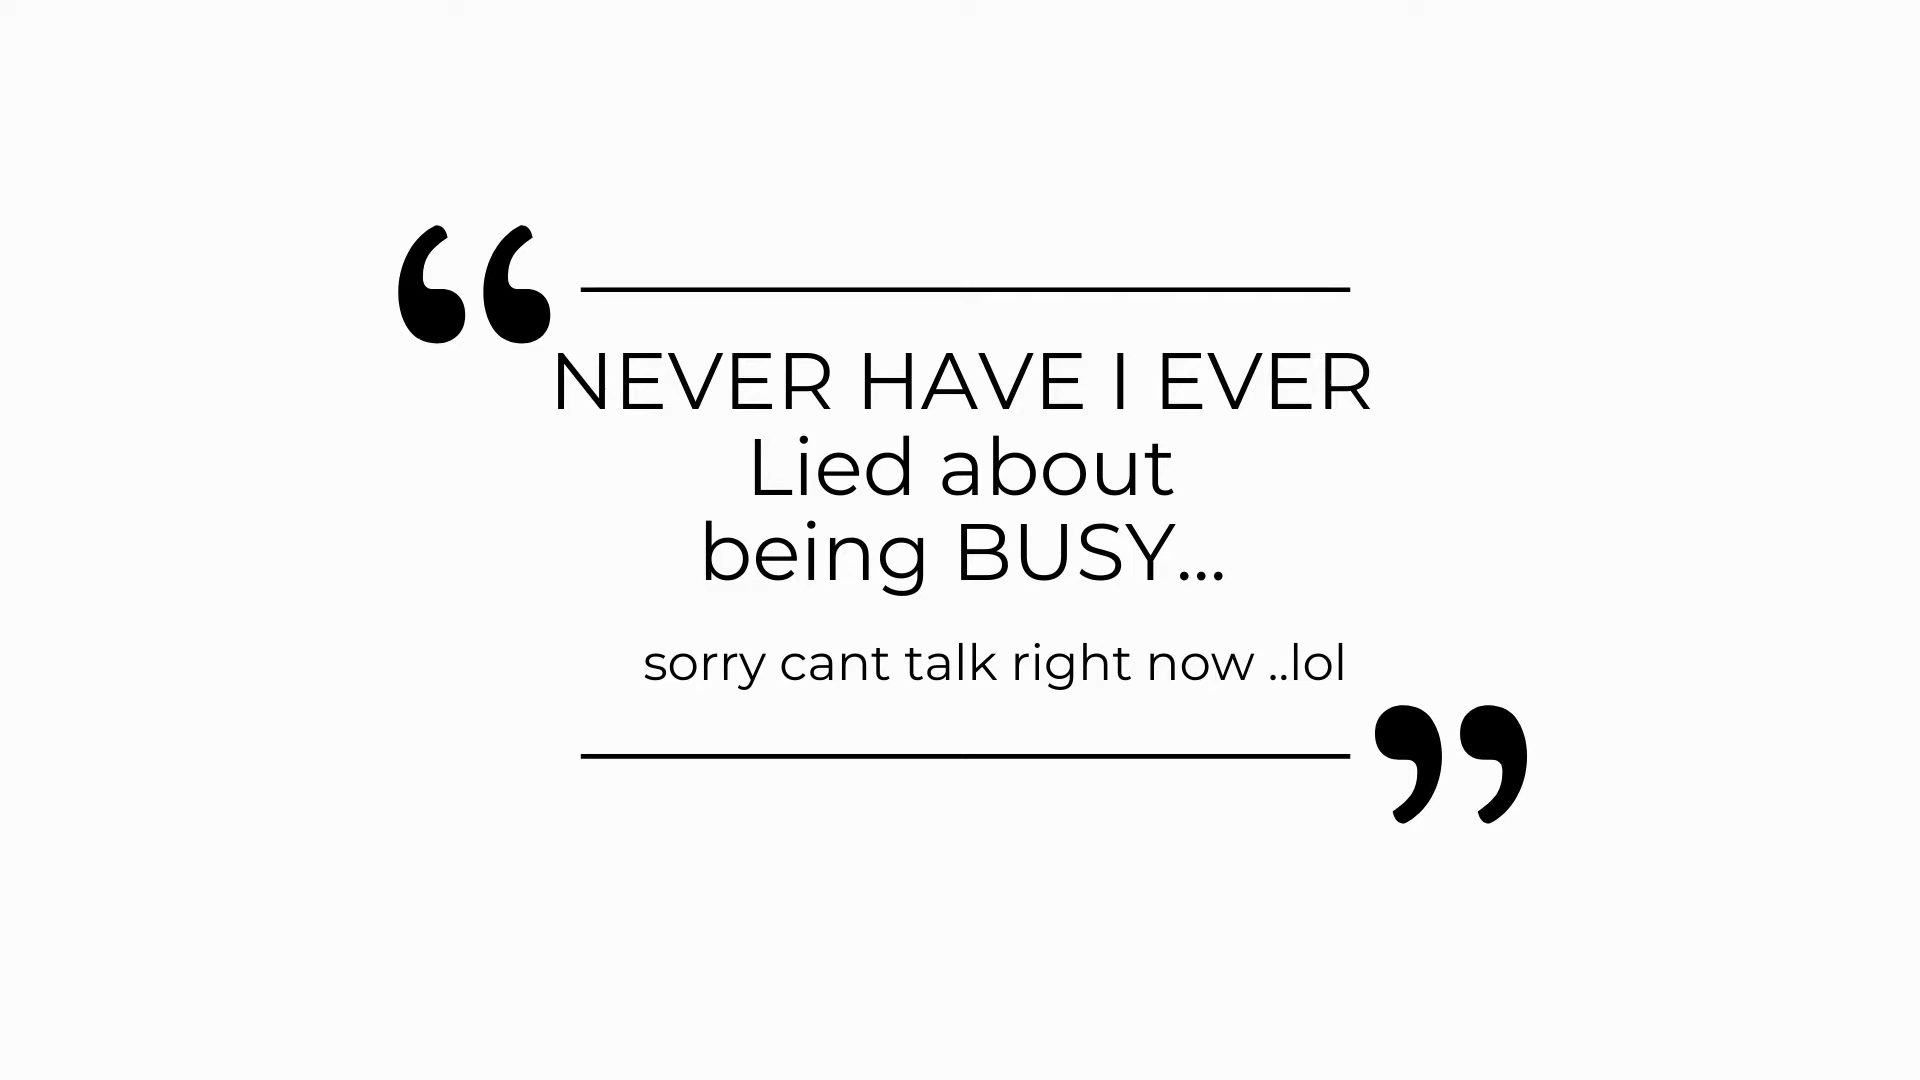 NEVER HAVE I EVER
Lied about
being BUSY...
sorry cant talk right now ..lol